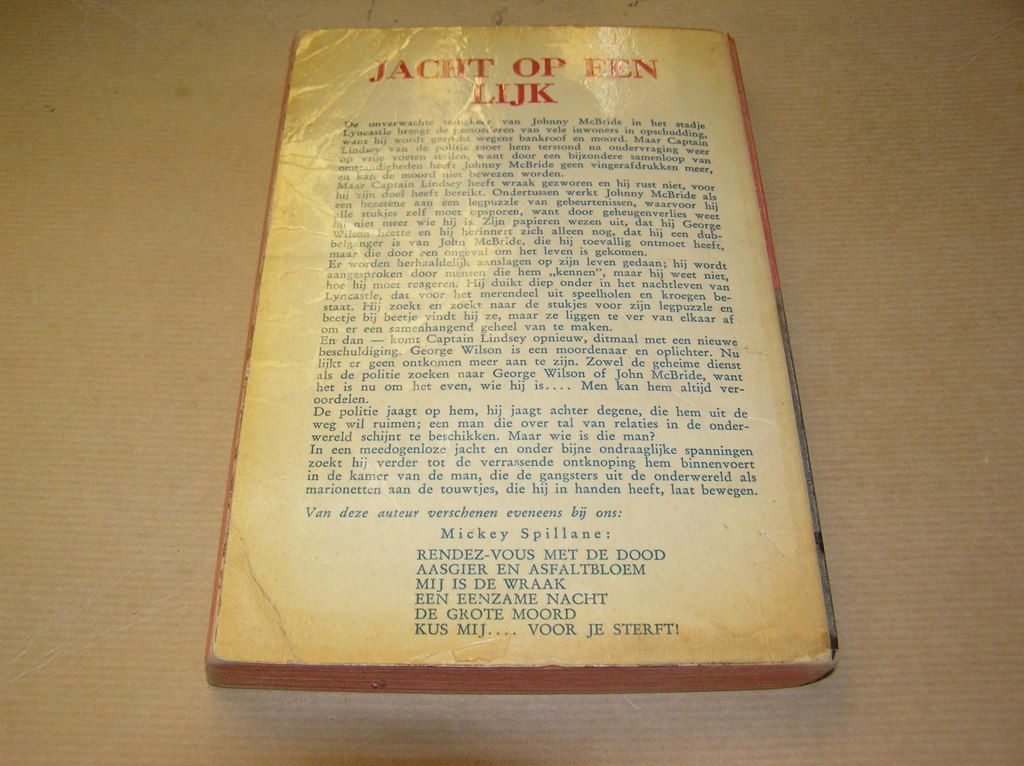 JACHT OP EEN
LIJK
De onverwachte terugkeer van Johnny McBride in het stadje
Lyncastle brengt de gemoederen van vele inwoners in opschudding,
want hij wordt gezocht wegens bankroof en moord. Maar Captain
Lindsey van de politie moet hem terstond na ondervraging weer
op vrije voeten stellen, want door een bijzondere samenloop van
omstandigheden heeft Johnny McBride geen vingerafdrukken meer,
en kan de moord niet bewezen worden.
Maar Captain Lindsey heeft wraak gezworen en hij rust niet, voor
hij zijn doel heeft bereikt. Ondertussen werkt Johnny McBride als
een bezetene aan een legpuzzle van gebeurtenissen, waarvoor hij
alle stukjes zelf moet opsporen, want door geheugenverlies weet
hij niet meer wie hij is. Zijn papieren wezen uit, dat hij George
Wilson heette en hij herinnert zich alleen nog, dat hij een dub-
belganger is van John McBride, die hij toevallig ontmoet heeft,
maar die door een ongeval om het leven is gekomen.
Er worden herhaaldelijk aanslagen op zijn leven gedaan; hij wordt
aangesproken door mensen die hem „kennen”, maar hij weet niet,
hoe hij moet reageren. Hij duikt diep onder in het nachtleven van
Lyncastle, dat voor het merendeel uit speelholen en kroegen be-
staat. Hij zoekt en zoekt naar de stukjes voor zijn legpuzzle en
beetje bij beetje vindt hij ze, maar ze liggen te ver van elkaar af
om er een samenhangend geheel van te maken.
En dan — komt Captain Lindsey opnieuw, ditmaal met een nieuwe
beschuldiging. George Wilson is een moordenaar en oplichter. Nu
lijkt er geen ontkomen meer aan te zijn. Zowel de geheime dienst
als de politie zoeken naar George Wilson of John McBride, want
het is nu om het even, wie hij is.... Men kan hem altijd ver-
oordelen.
De politie jaagt op hem, hij jaagt achter degene, die hem uit de
weg wil ruimen; een man die over tal van relaties in de onder-
wereld schijnt te beschikken. Maar wie is die man?
In een meedogenloze jacht en onder bijne ondraaglijke spanningen
zoekt hij verder tot de verrassende ontknoping hem binnenvoert
in de kamer van de man, die de gangsters uit de onderwereld als
marionetten aan de touwtjes, die hij in handen heeft, laat bewegen.
Van deze auteur verschenen eveneens bij ons:
Mickey Spillane:
RENDEZ-VOUS MET DE DOOD
AASGIER EN ASFALTBLOEM
MIJ IS DE WRAAK
EEN EENZAME NACHT
DE GROTE MOORD
KUS MIJ.... VOOR JE STERFT!